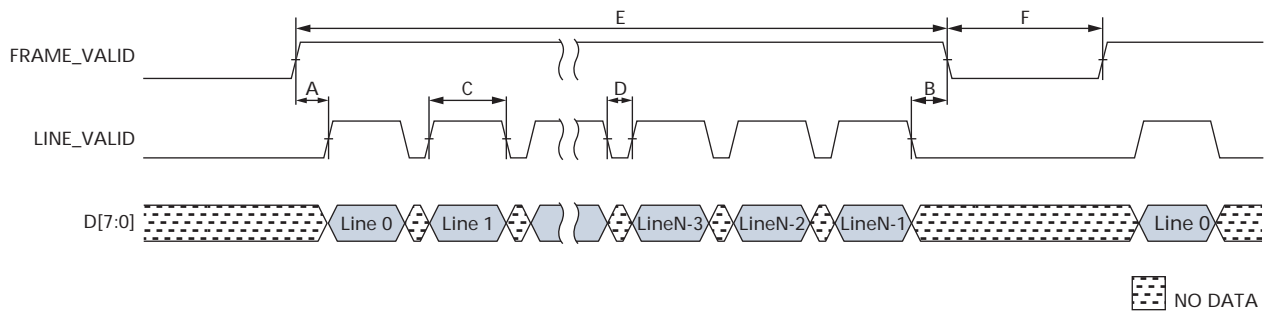 E
F
FRAME_VALID
A
C
D
B
LINE_VALID
D[7:0]
Line 0
Line 1
LineN-3
LineN-2
LineN-1
Line 0
NO DATA